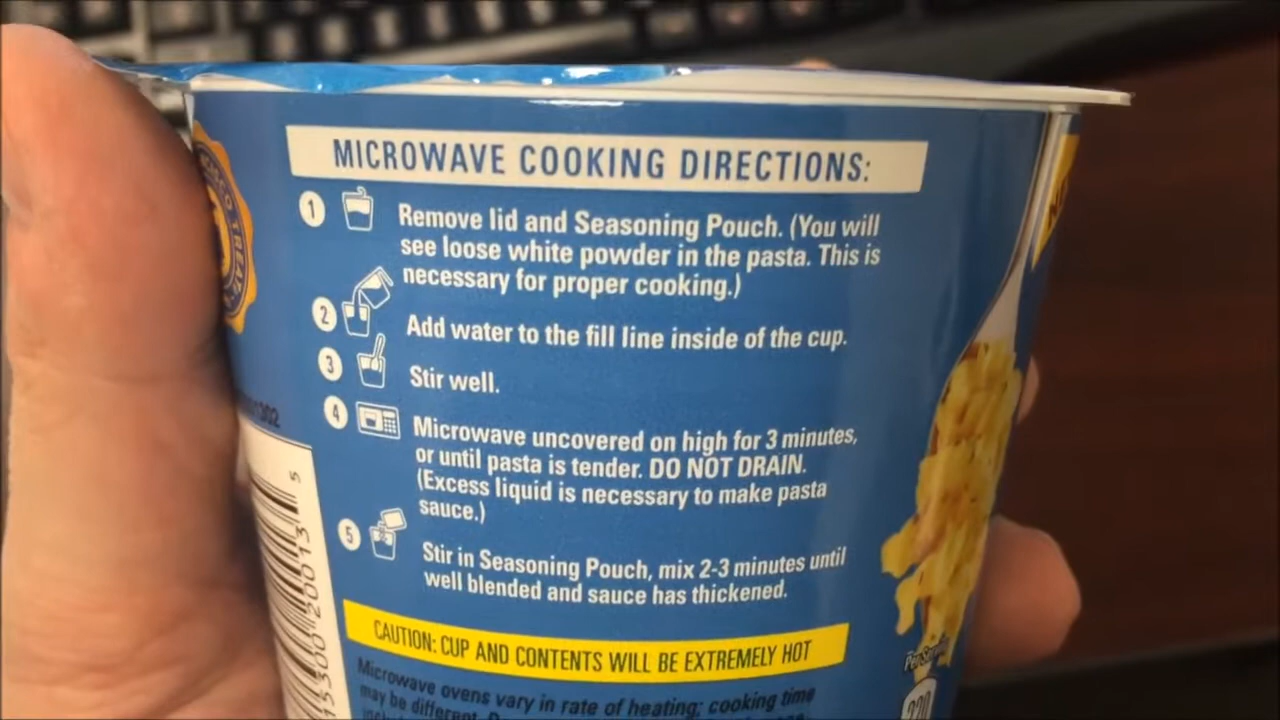 MICROWAVE COOKING DIRECTIONS:
1 Remove lid and Seasoning Pouch. (You will
see loose white powder in the pasta. This is
necessary for proper cooking.)
2 Add water to the fill line inside of the cup.
3 Stir well.
4 Microwave uncovered on high for 3 minutes,
or until pasta is tender. DO NOT DRAIN.
(Excess liquid is necessary to make pasta
sauce.)
5 Stir in Seasoning Pouch, mix 2-3 minutes until
well blended and sauce has thickened.
CAUTION: CUP AND CONTENTS WILL BE EXTREMELY HOT
Microwave ovens vary in rate of heating; cooking time
may be different.
15300 20013 5